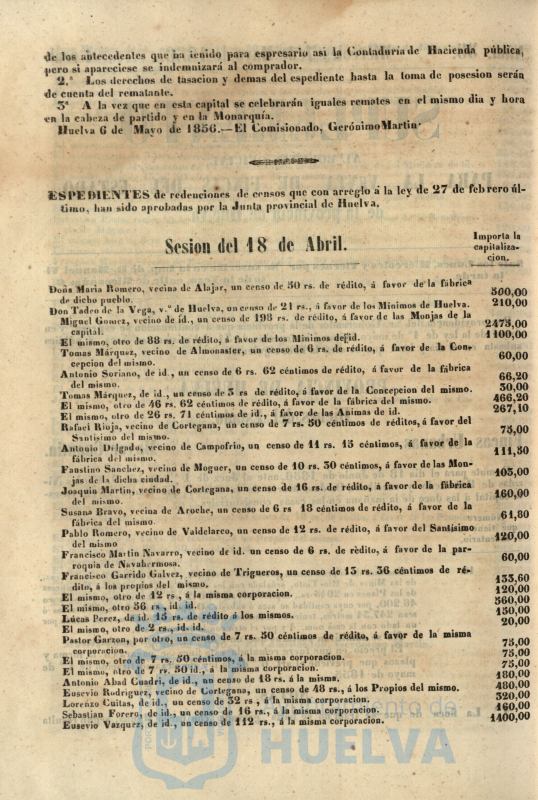 de los antecedentes que ha tenido para espresario asi la Contaduria de Hacienda pública,
pero si apareciese se indemnizará al comprador.
2.ª Los derechos de tasacion y demas del espediente hasta la toma de posesion serán
de cuenta del rematante.
3ª A la vez que en esta capital se celebrarán iguales remates en el mismo dia y hora
en la cabeza de partido y en la Monarquía.
Huelva 6 de Mayo de 1856.—El Comisionado, Gerónimo Martin.
ESPEDIENTES de redenciones de censos que con arreglo á la ley de 27 de febrero úl-
timo, han sido aprobadas por la Junta provincial de Huelva.
Sesion del 18 de Abril.
Importa la
capitaliza-
cion.
Doña Maria Romero, vecina de Alajar, un censo de 50 rs. de rédito, á favor de la fábrica
de dicho pueblo. 500,00
Don Tadeo de la Vega, v.º de Huelva, un censo de 21 rs., á favor de los Minimos de Huelva. 210,00
Miguel Gomez, vecino de id., un censo de 198 rs. de rédito, á favor de las Monjas de la
capital. 2475,00
El mismo, otro de 88 rs. de rédito, á favor de los Minimos de id. 1100,00
Tomas Márquez, vecino de Almonaster, un censo de 6 rs. de rédito, á favor de la Con-
cepcion del mismo. 60,00
Antonio Soriano, de id., un censo de 6 rs. 62 céntimos de rédito, á favor de la fábrica
del mismo. 66,20
Tomas Márquez, de id., un censo de 3 rs de rédito, á favor de la Concepcion del mismo. 30,00
El mismo, otro de 46 rs. 62 céntimos de rédito, á favor de la fábrica del mismo. 466,20
El mismo, otro de 26 rs. 71 céntimos de id., á favor de las Animas de id. 267,10
Rafael Rioja, vecino de Cortegana, un censo de 7 rs. 50 céntimos de réditos, á favor del
Santísimo del mismo. 75,00
Antonio Delgado, vecino de Campofrio, un censo de 11 rs. 15 céntimos, á favor de la
fábrica del mismo. 111,50
Faustino Sanchez, vecino de Moguer, un censo de 10 rs. 50 céntimos, á favor de las Mon-
jas de la dicha ciudad. 105,00
Joaquin Martin, vecino de Cortegana, un censo de 16 rs. de rédito, á favor de la fábrica
del mismo. 160,00
Susana Bravo, vecina de Aroche, un censo de 6 rs 18 céntimos de rédito, á favor de la
fábrica del mismo. 61,80
Pablo Romero, vecino de Valdelarco, un censo de 12 rs. de rédito, á favor del Santísimo
del mismo 120,00
Francisco Martin Navarro, vecino de id. un censo de 6 rs. de rédito, á favor de la par-
roquia de Navahermosa. 60,00
Francisco Garrido Galvez, vecino de Trigueros, un censo de 13 rs. 36 céntimos de ré-
dito, á los propios del mismo. 133,60
El mismo, otro de 12 rs., á la misma corporacion. 120,00
El mismo, otro 36 rs., id. id. 360,00
Lúcas Perez, de id. 15 rs. de rédito á los mismos. 150,00
El mismo, otro de 2 rs., id. id. 20,00
Pastor Garzon, por otro, un censo de 7 rs. 50 céntimos de rédito, á favor de la misma
corporacion. 75,00
El mismo, otro de 7 rs. 50 céntimos, á la misma corporacion. 75,00
El mismo, otro de 7 rs. 50 id., á la misma corporacion. 75,00
Antonio Abad Cuadri, de id., un censo de 18 rs. á la misma. 180,00
Eusevio Rodriguez, vecino de Cortegana, un censo de 48 rs., á los Propios del mismo. 480,00
Lorenzo Cuitas, de id., un censo de 32 rs, á la misma corporacion. 320,00
Sebastian Forero, de id., un censo de 16 rs., á la misma corporacion. 160,00
Eusevio Vazquez, de id., un censo de 112 rs., á la misma corporacion. 1400,00
HUELVA